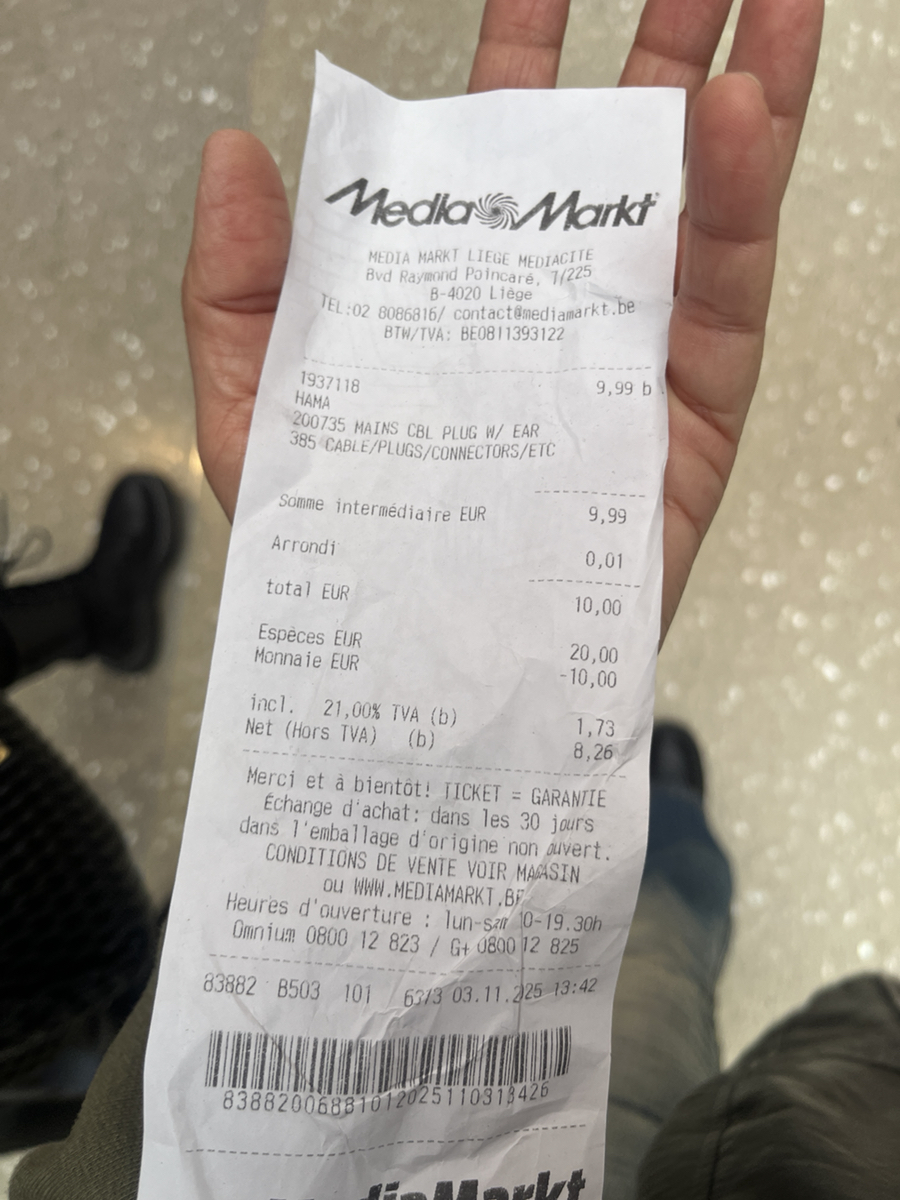 Media Markt
MEDIA MARKT LIEGE MEDIACITE
Bvd Raymond Poincaré, 7/225
B-4020 Liège
TEL:02 8086816/ contact@mediamarkt.be
BTW/TVA: BE0811393122
1937118 9,99 b
HAMA
200735 MAINS CBL PLUG W/ EAR
385 CABLE/PLUGS/CONNECTORS/ETC
Somme intermédiaire EUR 9,99
Arrondi 0,01
total EUR 10,00
Espèces EUR 20,00
Monnaie EUR -10,00
incl. 21,00% TVA (b) 1,73
Net (Hors TVA) (b) 8,26
Merci et à bientôt! TICKET = GARANTIE
Échange d'achat: dans les 30 jours
dans l'emballage d'origine non ouvert.
CONDITIONS DE VENTE VOIR MAGASIN
ou WWW.MEDIAMARKT.BE
Heures d'ouverture : lun-sam 10-19.30h
Omnium 0800 12 823 / G+ 0800 12 825
83882 B503 101 03.11.2025 13:42
MediaMarkt